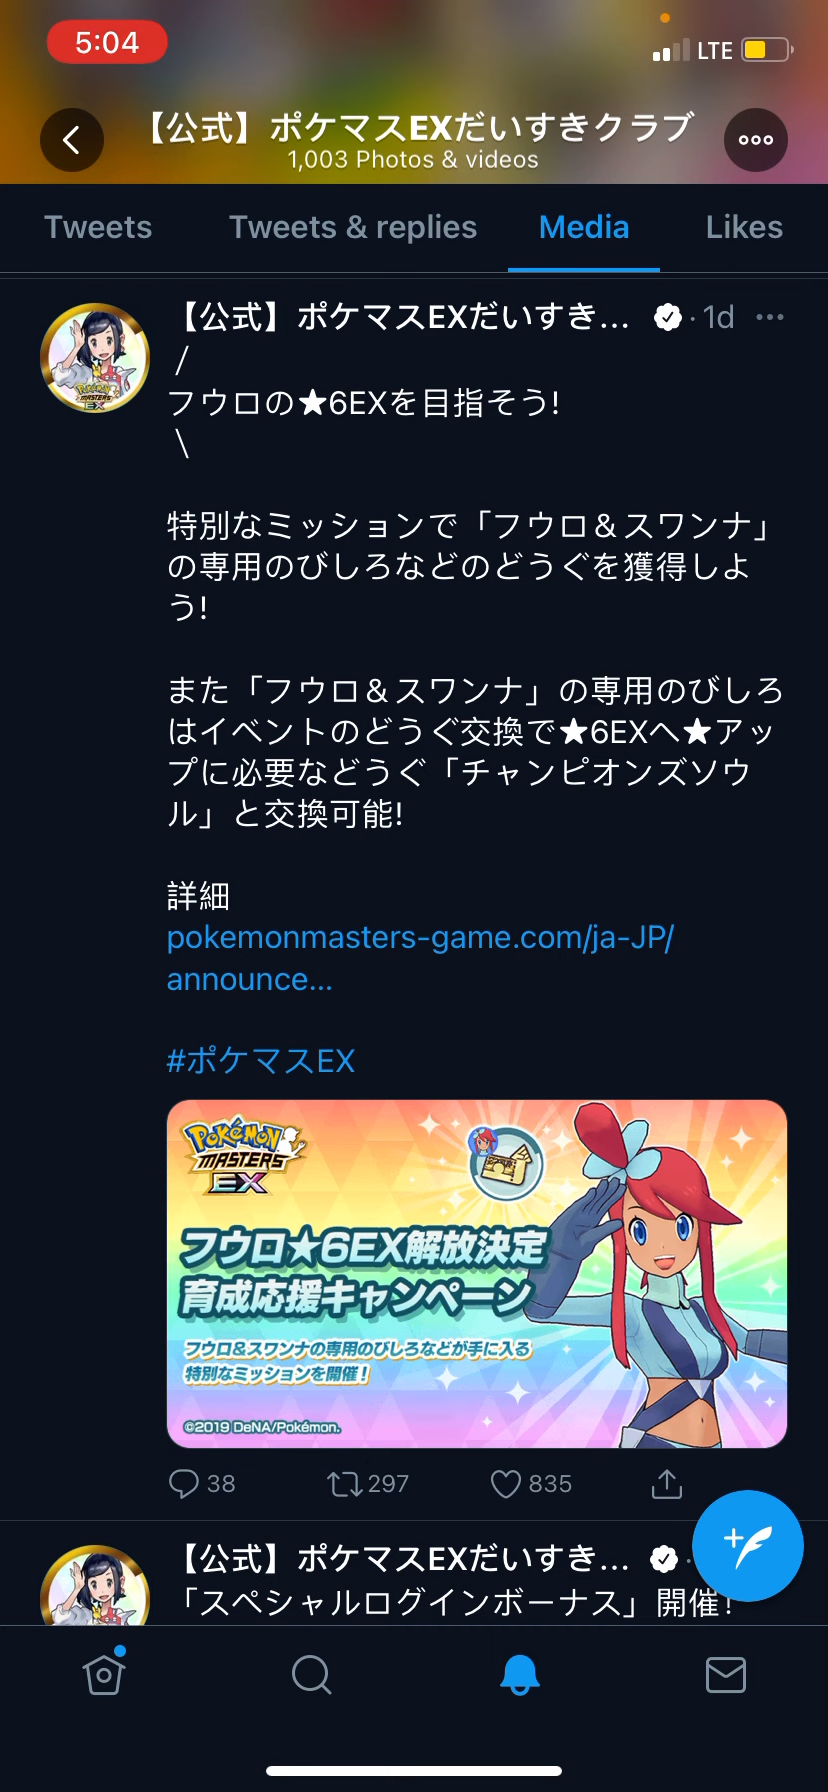 5:04
LTE
【公式】ポケマスEXだいすきクラブ
1,003 Photos & videos
Tweets
Tweets & replies
Media
Likes
【公式】ポケマスEXだいすき... · 1d
/
フウロの★6EXを目指そう!
\
特別なミッションで「フウロ＆スワンナ」
の専用のびしろなどのどうぐを獲得しよ
う!
また「フウロ＆スワンナ」の専用のびしろ
はイベントのどうぐ交換で★6EXへ★アッ
プに必要などうぐ「チャンピオンズソウ
ル」と交換可能!
詳細
pokemonmasters-game.com/ja-JP/
announce...
#ポケマスEX
POKéMON
MASTERS
EX
フウロ★6EX解放決定
育成応援キャンペーン
フウロ&スワンナの専用のびしろなどが手に入る
特別なミッションを開催！
©2019 DeNA/Pokémon.
38
297
835
【公式】ポケマスEXだいすき... ·
「スペシャルログインボーナス」開催!